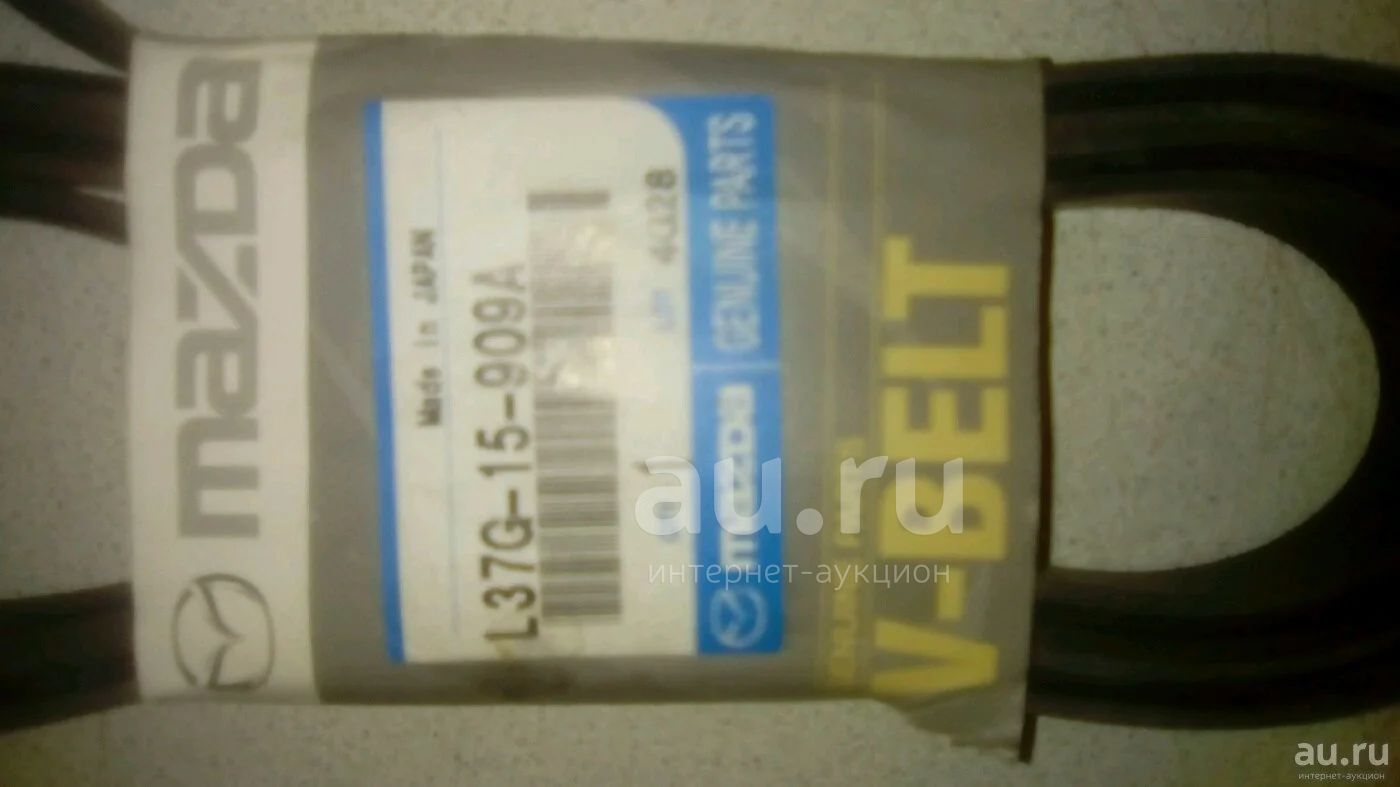 mazda
Made in JAPAN
L37G-15-909A
4028
mazda GENUINE PARTS
V-BELT
au.ru
интернет-аукцион
au.ru
интернет-аукцион